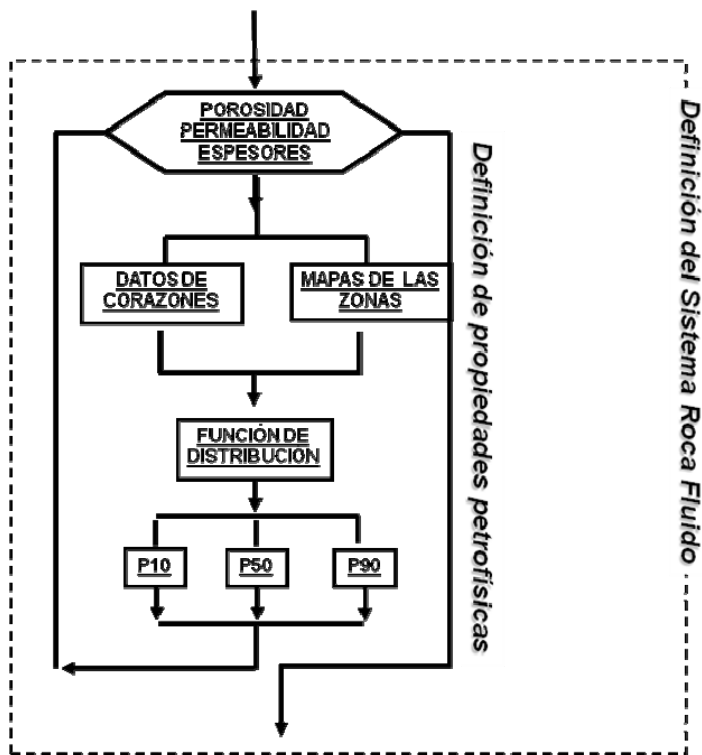 POROSIDAD
PERMEABILIDAD
ESPESORES
DATOS DE
CORAZONES
MAPAS DE LAS
ZONAS
FUNCIÓN DE
DISTRIBUCIÓN
P10
P50
P90
Definición de propiedades petrofísicas
Definición del Sistema Roca Fluido